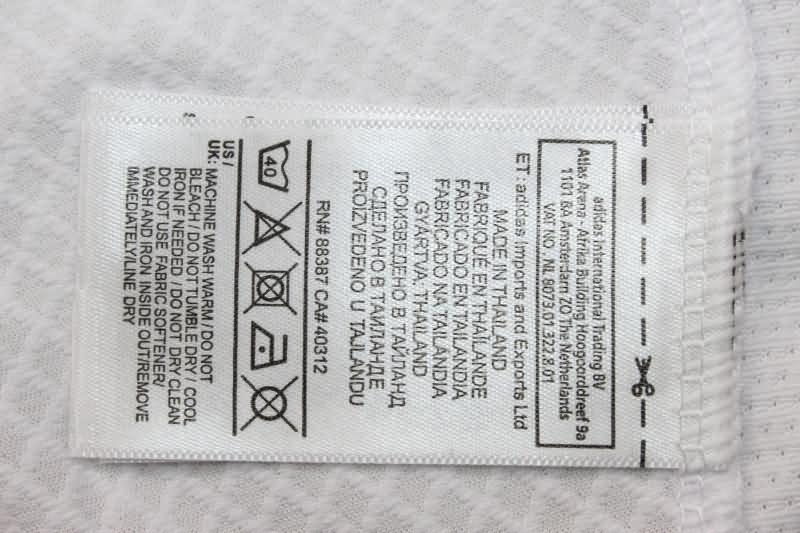 adidas International Trading BV
Atlas Arena - Afrika Building Hoogoorddreef 9a
1101 BA Amsterdam ZO The Netherlands
VAT NO. NL 8073.01.322.B.01
ET: adidas Imports and Exports Ltd
MADE IN THAILAND
FABRIQUÉ EN THAÏLANDE
FABRICADO EN TAILANDIA
FABRICADO NA TAILÂNDIA
GYÁRTVA: THAILAND
ПРОИЗВЕДЕНО В ТАЙЛАНД
СДЕЛАНО В ТАИЛАНДЕ
PROIZVEDENO U TAJLANDU
RN# 88387 CA# 40312
40
US /
UK: MACHINE WASH WARM / DO NOT
BLEACH / DO NOT TUMBLE DRY / COOL
IRON IF NEEDED / DO NOT DRY CLEAN
DO NOT USE FABRIC SOFTENER/
WASH AND IRON INSIDE OUT/REMOVE
IMMEDIATELY/LINE DRY